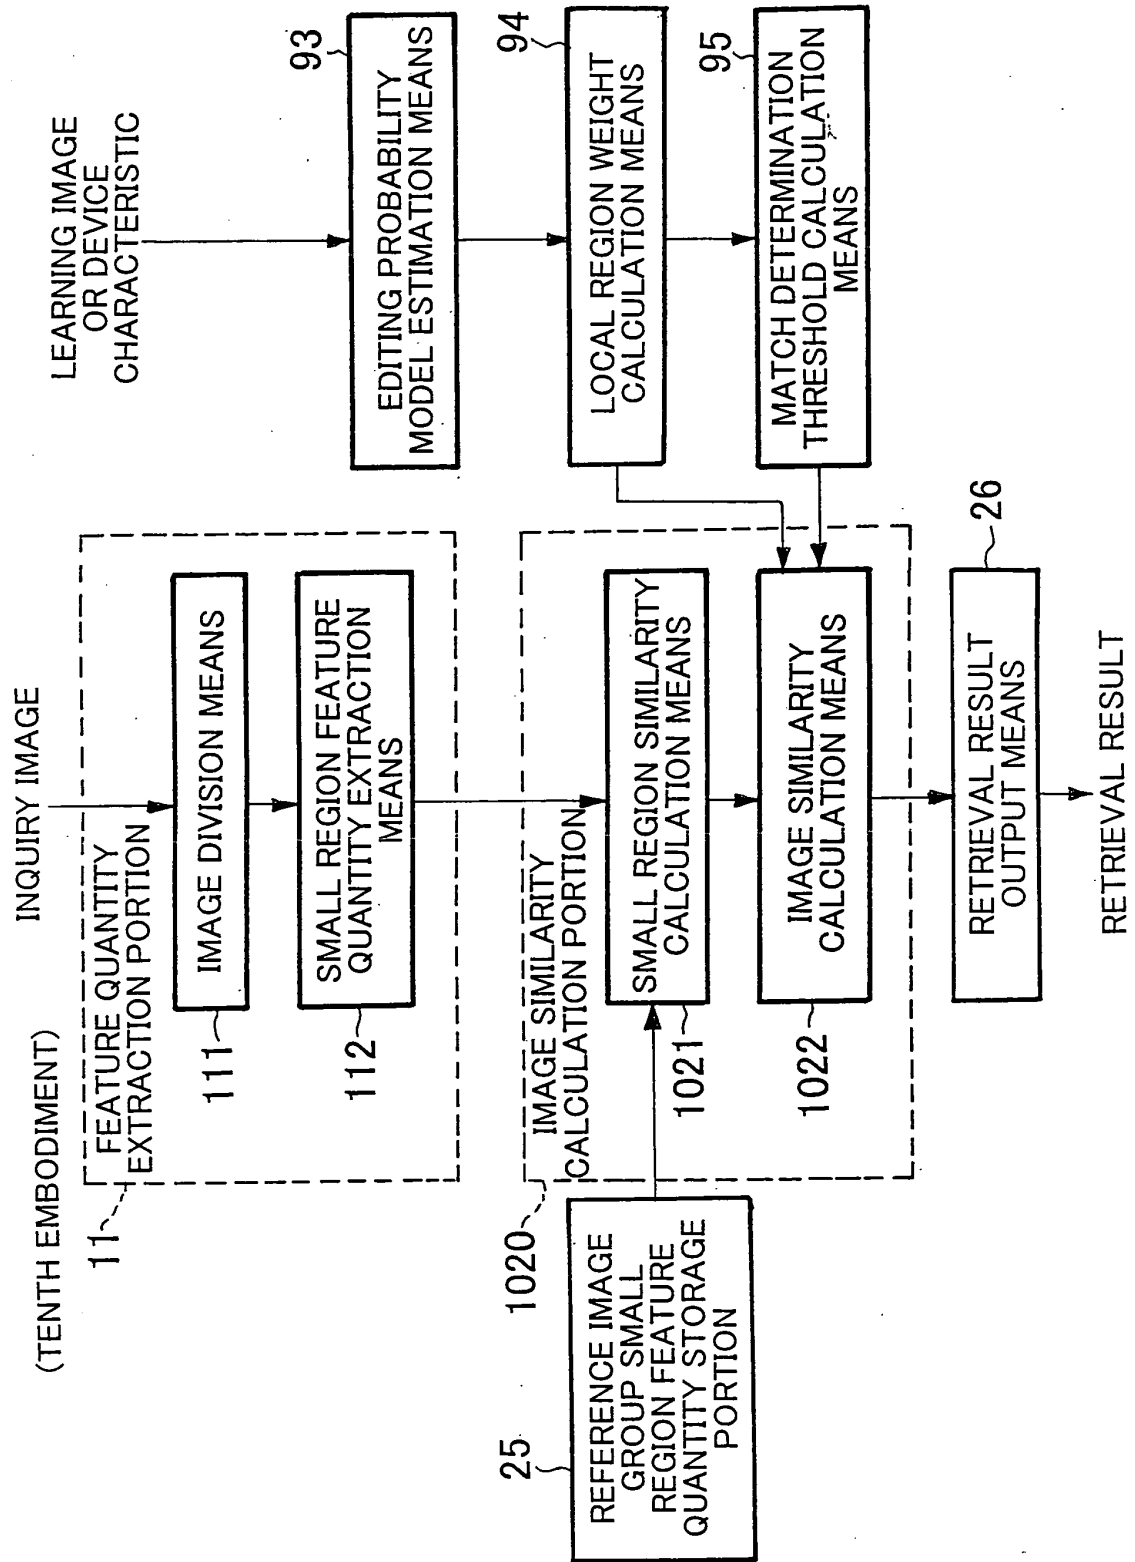 (TENTH EMBODIMENT)
INQUIRY IMAGE
LEARNING IMAGE
OR DEVICE
CHARACTERISTIC
11
FEATURE QUANTITY
EXTRACTION PORTION
IMAGE DIVISION MEANS
111
SMALL REGION FEATURE
QUANTITY EXTRACTION
MEANS
112
93
EDITING PROBABILITY
MODEL ESTIMATION MEANS
94
LOCAL REGION WEIGHT
CALCULATION MEANS
95
MATCH DETERMINATION
THRESHOLD CALCULATION
MEANS
1020
IMAGE SIMILARITY
CALCULATION PORTION
25
REFERENCE IMAGE
GROUP SMALL
REGION FEATURE
QUANTITY STORAGE
PORTION
SMALL REGION SIMILARITY
CALCULATION MEANS
1021
IMAGE SIMILARITY
CALCULATION MEANS
1022
26
RETRIEVAL RESULT
OUTPUT MEANS
RETRIEVAL RESULT